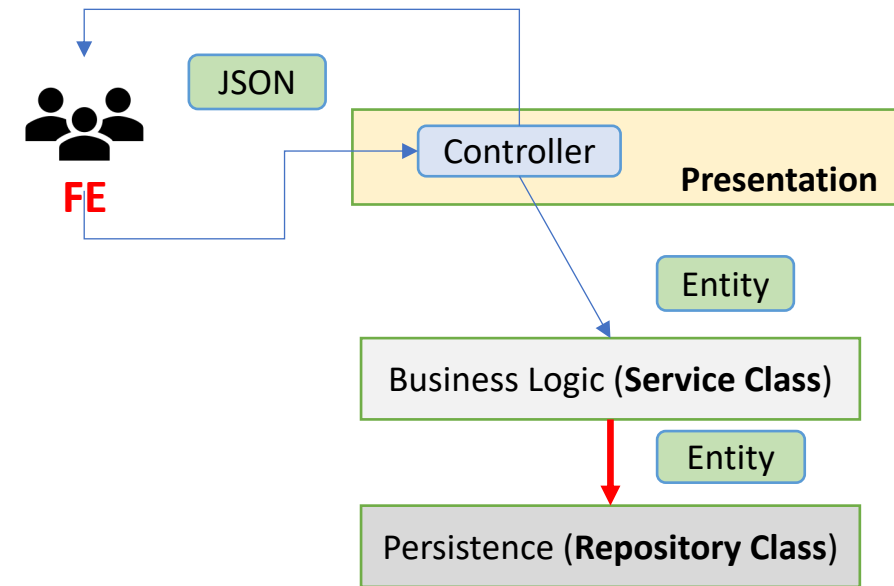 JSON
Controller
FE
Presentation
Entity
Business Logic (Service Class)
Entity
Persistence (Repository Class)